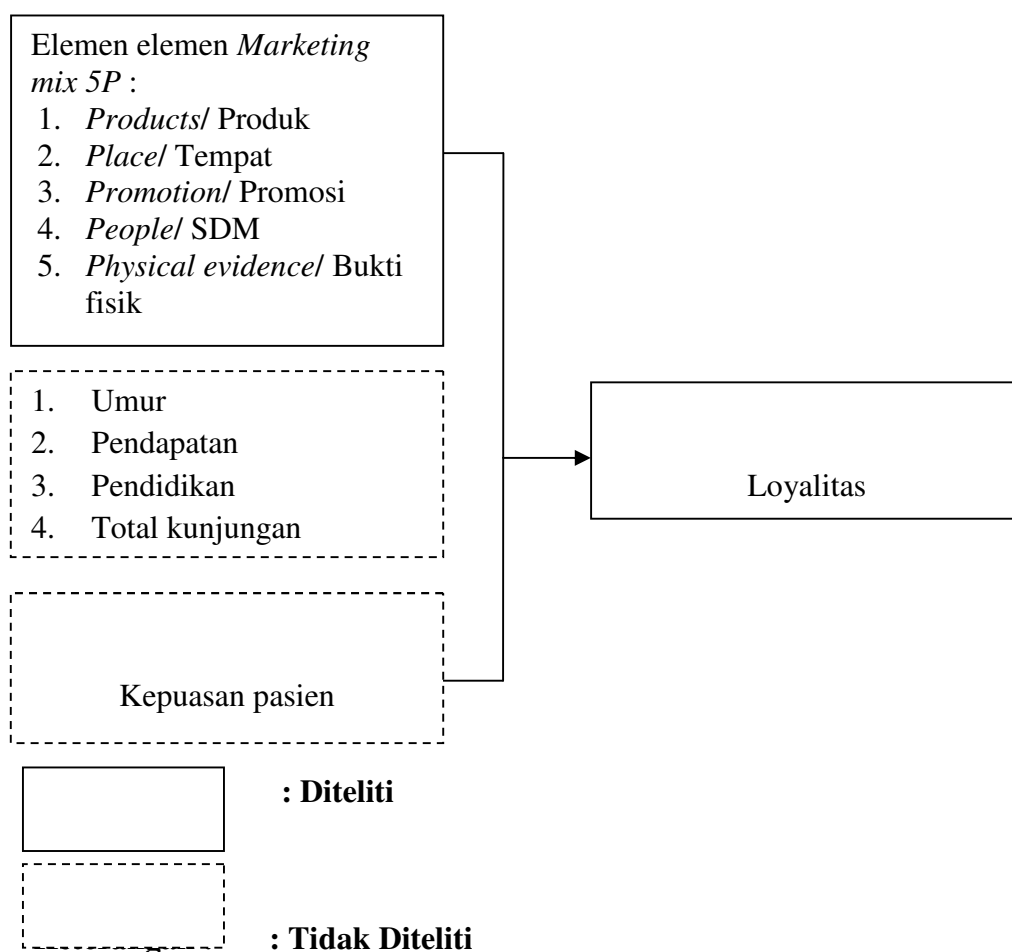 Elemen elemen Marketing
mix 5P :
1. Products/ Produk
2. Place/ Tempat
3. Promotion/ Promosi
4. People/ SDM
5. Physical evidence/ Bukti
fisik
1. Umur
2. Pendapatan
3. Pendidikan
4. Total kunjungan
Loyalitas
Kepuasan pasien
: Diteliti
: Tidak Diteliti